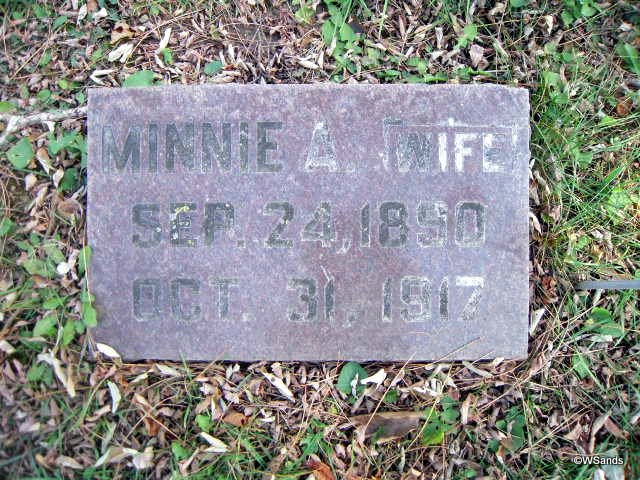 MINNIE A. WIFE
SEP. 24, 1890
OCT. 31, 1917
©WSands